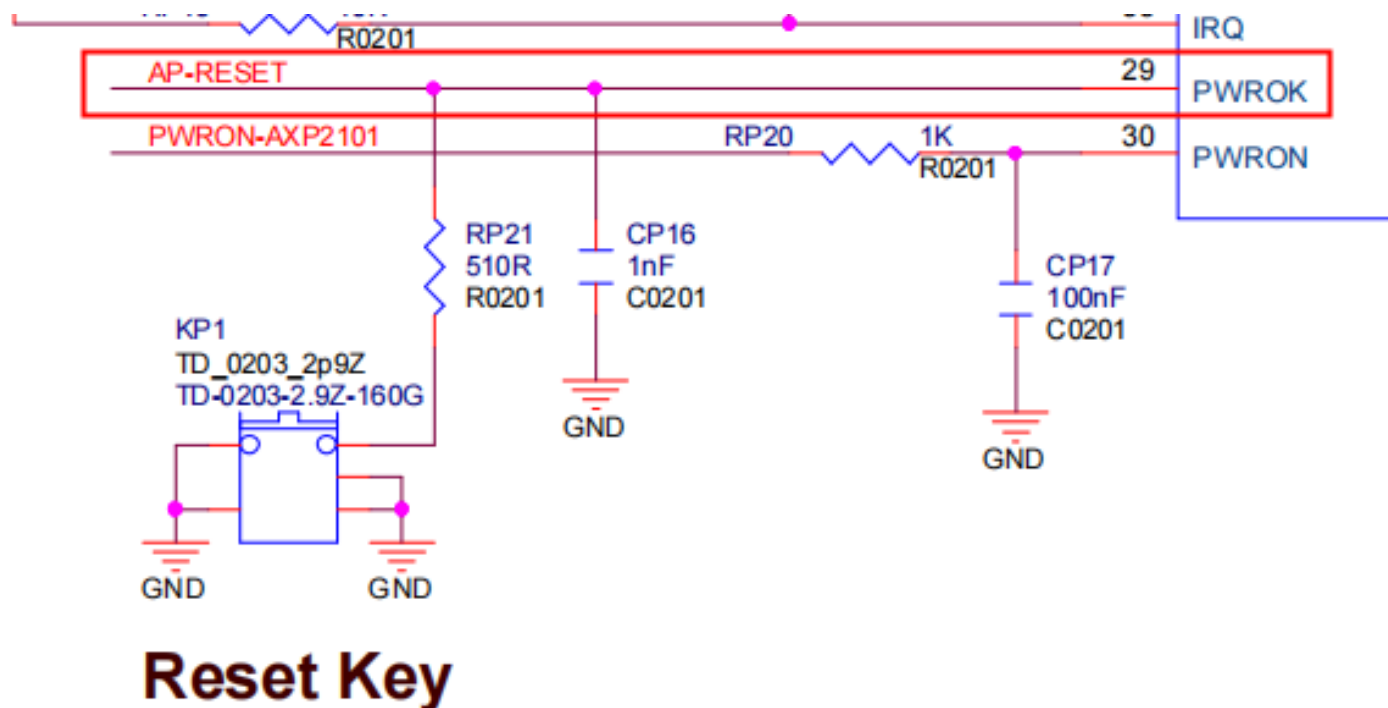 R0201
IRQ
AP-RESET
29
PWROK
PWRON-AXP2101
RP20
1K
R0201
30
PWRON
RP21
510R
R0201
CP16
1nF
C0201
CP17
100nF
C0201
KP1
TD_0203_2p9Z
TD-0203-2.9Z-160G
GND
GND
GND
GND
Reset Key